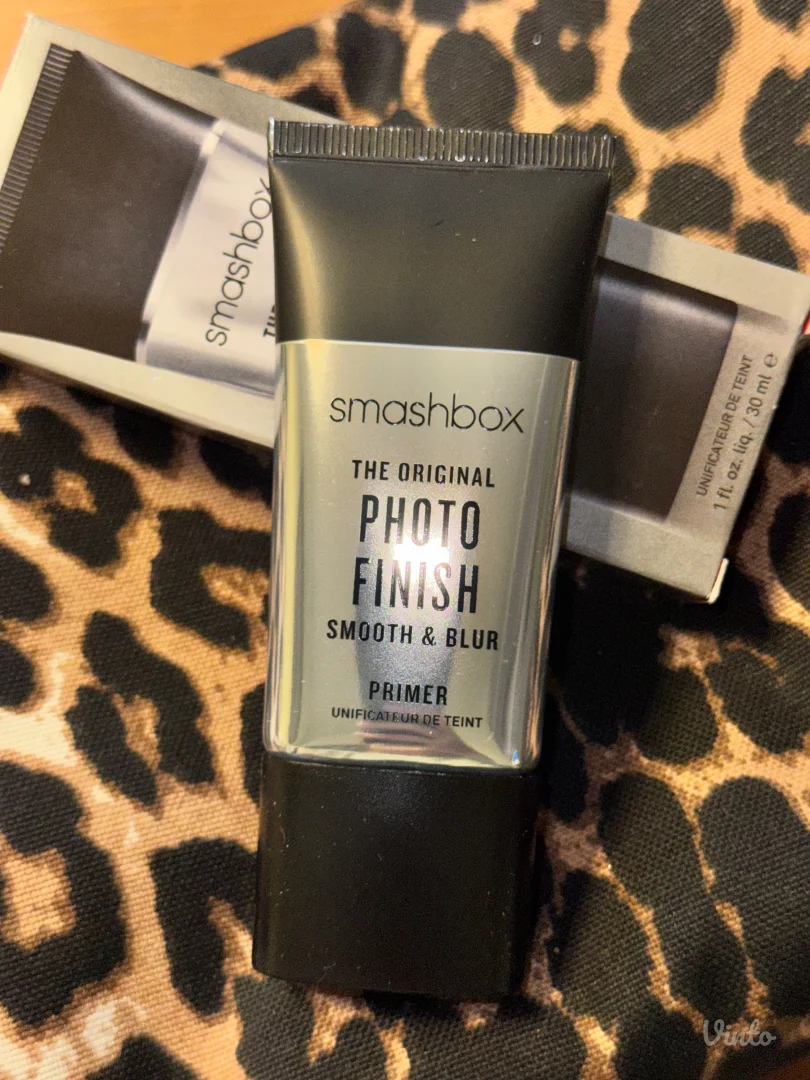 smashbox
THE ORIGINAL
PHOTO
FINISH
SMOOTH & BLUR
PRIMER
UNIFICATEUR DE TEINT
smashbox
UNIFICATEUR DE TEINT
1 fl. oz. liq. / 30 ml ℮
Vinto